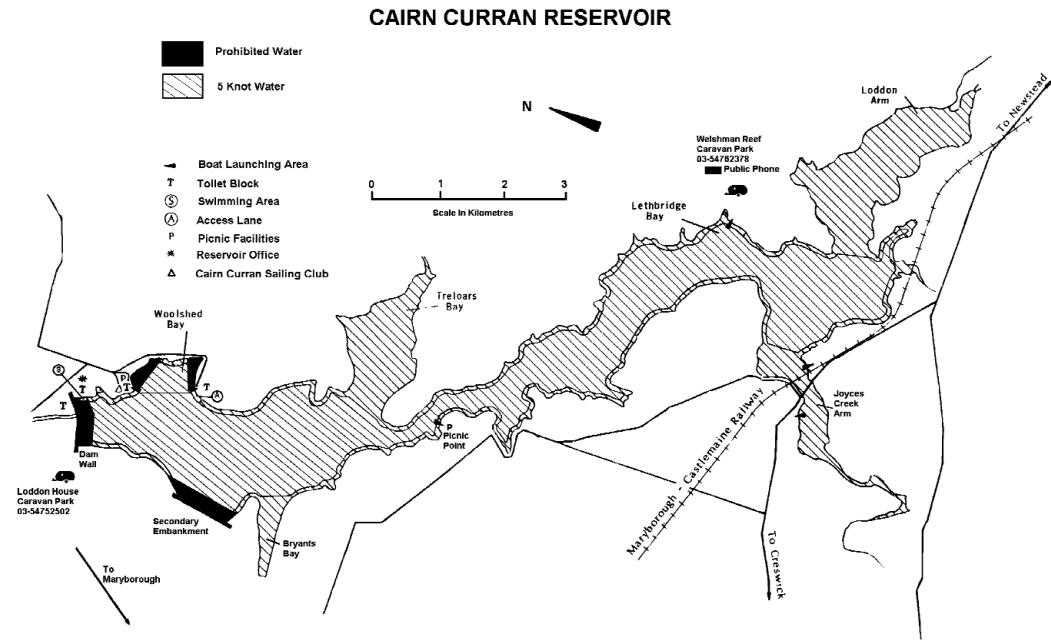 CAIRN CURRAN RESERVOIR
Prohibited Water
5 Knot Water
N
Boat Launching Area
T Toilet Block
S Swimming Area
A Access Lane
P Picnic Facilities
Reservoir Office
Cairn Curran Sailing Club
0 1 2 3
Scale In Kilometres
Loddon
Arm
To Newstead
Welshman Reef
Caravan Park
03-54762378
Public Phone
Lethbridge
Bay
Treloars
Bay
Woolshed
Bay
S
T
P
T
T
A
T
Dam
Wall
P
Picnic
Point
Joyces
Creek
Arm
Loddon House
Caravan Park
03-54752502
Secondary
Embankment
Bryants
Bay
Maryborough - Castlemaine Railway
To Creswick
To
Maryborough